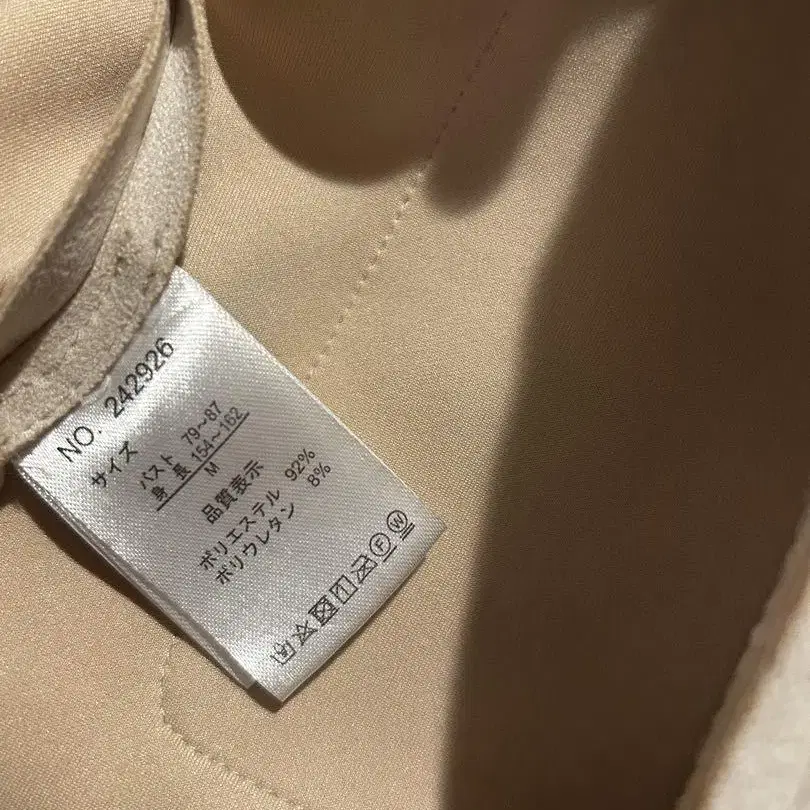 NO. 242926
サイズ
バスト 79~87
身長 154~162
M
品質表示
ポリエステル 92%
ポリウレタン 8%
F W